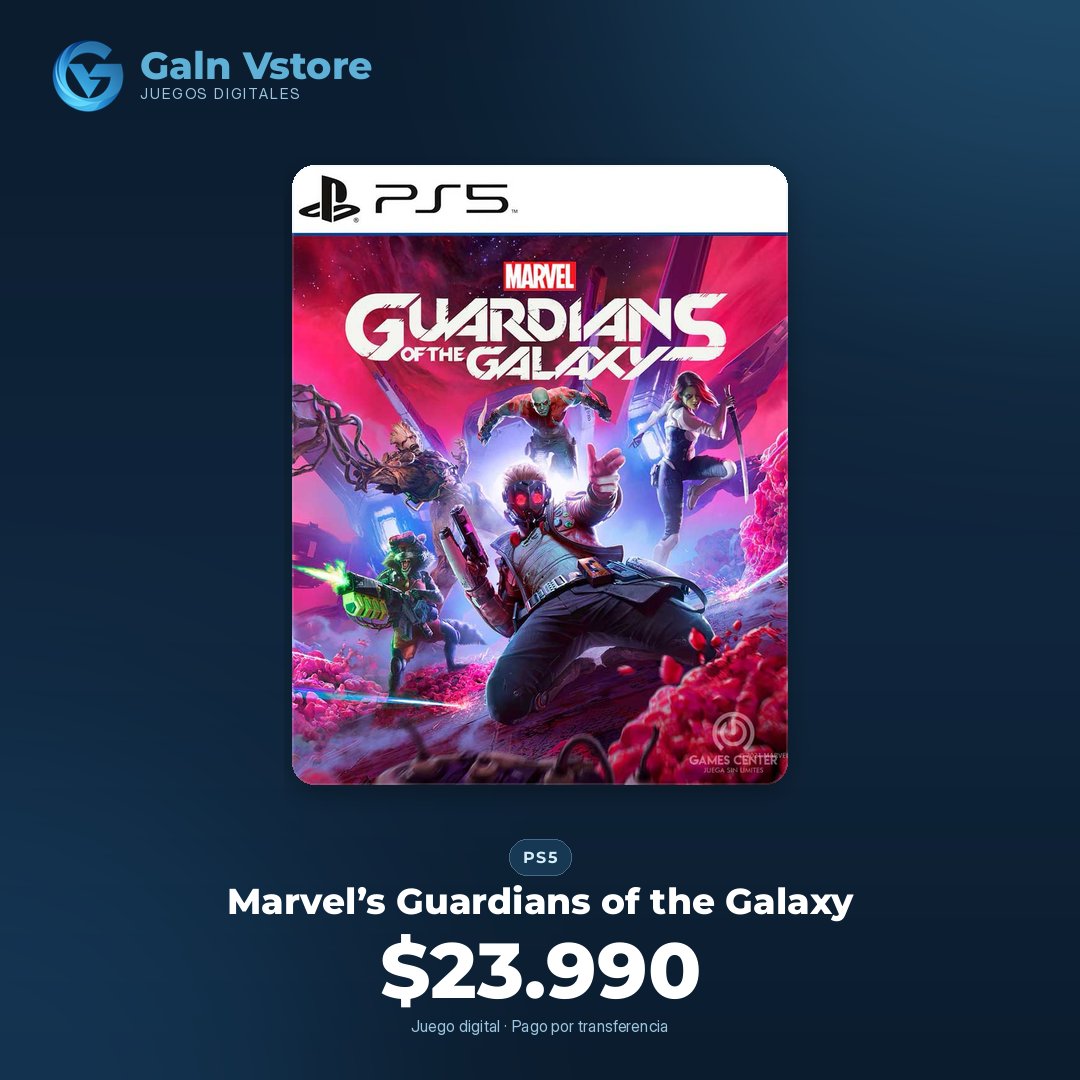 Galn Vstore
JUEGOS DIGITALES
PS5
MARVEL
GUARDIANS
OF THE GALAXY
GAMES CENTER
JUEGA SIN LIMITES
PS5
Marvel’s Guardians of the Galaxy
$23.990
Juego digital · Pago por transferencia